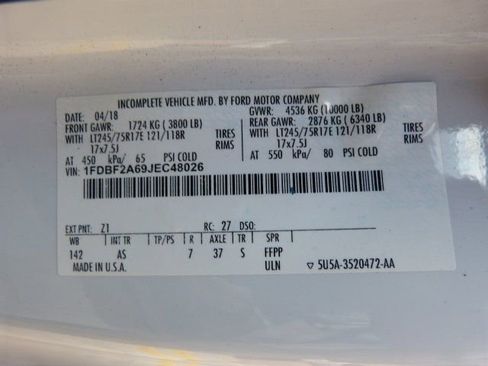 INCOMPLETE VEHICLE MFD. BY FORD MOTOR COMPANY
DATE: 04/18 GVWR: 4536 KG (10000 LB)
FRONT GAWR: 1724 KG (3800 LB) REAR GAWR: 2876 KG (6340 LB)
WITH LT245/75R17E 121/118R TIRES WITH LT245/75R17E 121/118R TIRES
17x7.5J RIMS 17x7.5J RIMS
AT 450 kPa/ 65 PSI COLD AT 550 kPa/ 80 PSI COLD
VIN: 1FDBF2A69JEC48026
EXT PNT: Z1 RC: 27 DSO:
WB INT TR TP/PS R AXLE TR SPR
142 AS 7 37 S FFPP
MADE IN U.S.A. ULN ▽ 5U5A-3520472-AA